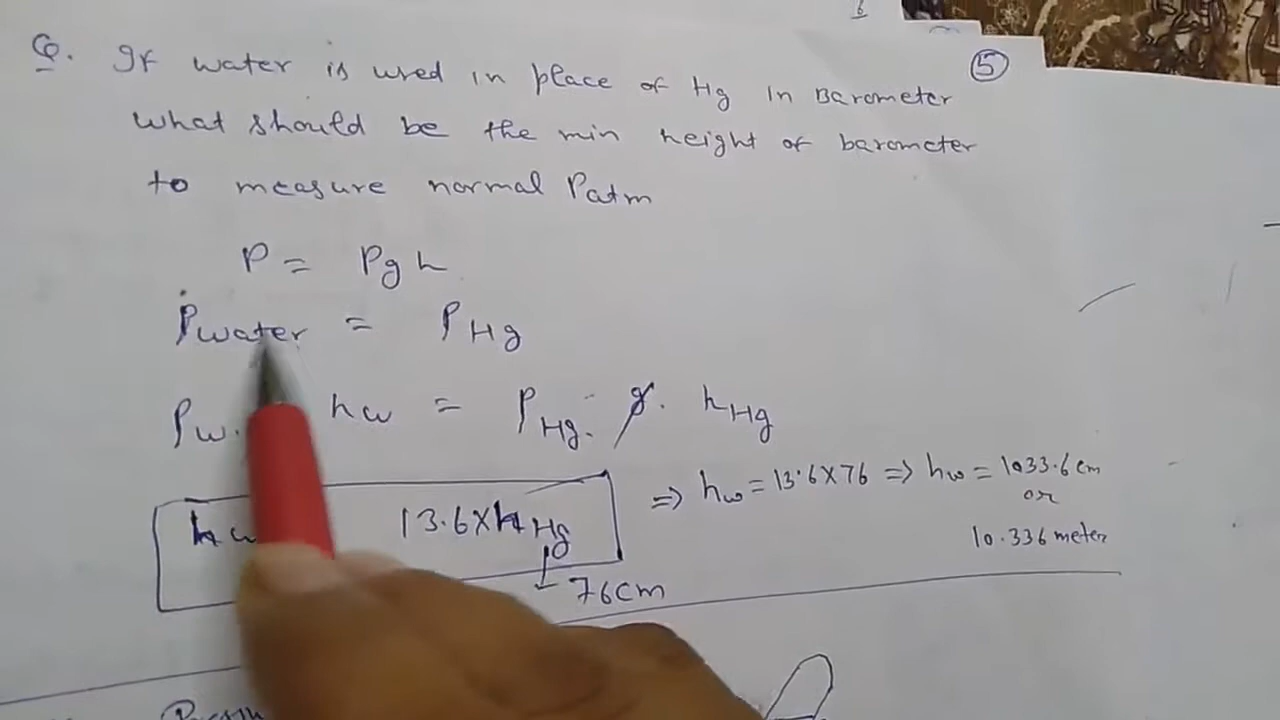 6
Q. If water is used in place of Hg in Barometer
5
what should be the min height of barometer
to measure normal Patm
P = ρgh
Pwater = PHg
ρw. hw = ρHg. g. hHg
hw 13.6×hHg
76cm
⇒ hw = 13.6×76 ⇒ hw = 1033.6 cm
or
10.336 meter